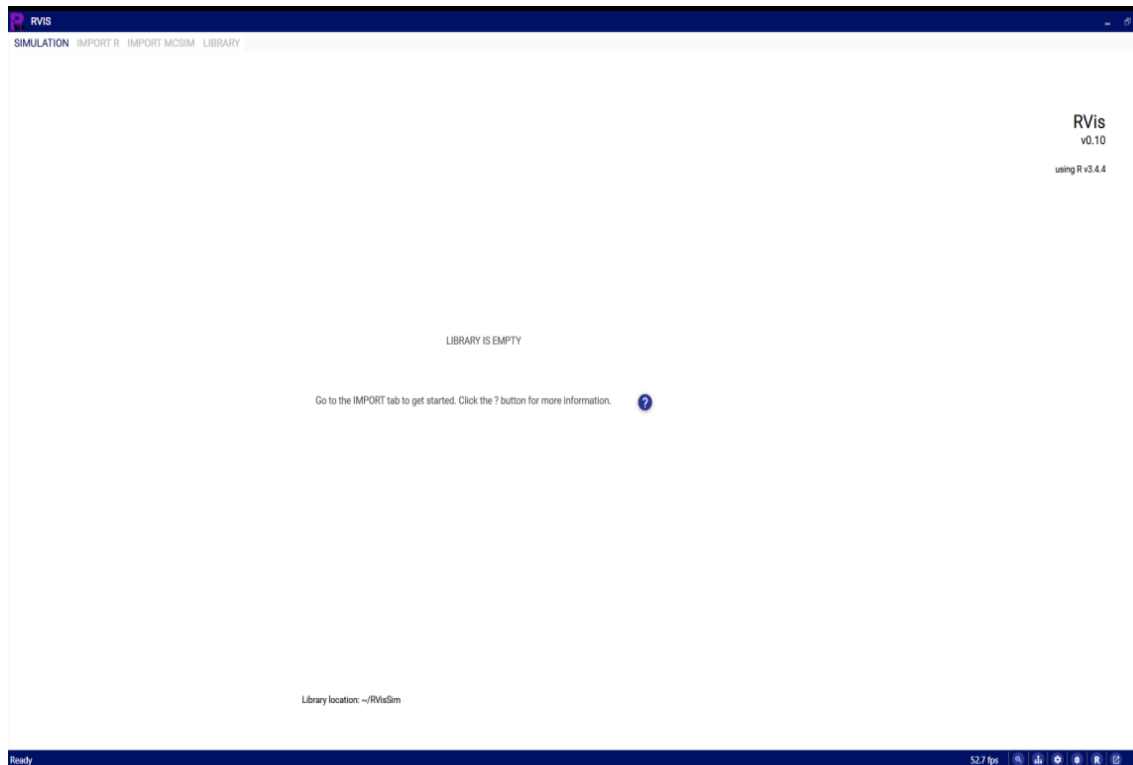 RVIS
SIMULATION IMPORT R IMPORT MCSIM LIBRARY
RVis
v0.10
using R v3.4.4
LIBRARY IS EMPTY
Go to the IMPORT tab to get started. Click the ? button for more information. ?
Library location: ~/RVisSim
Ready 52.7 fps R